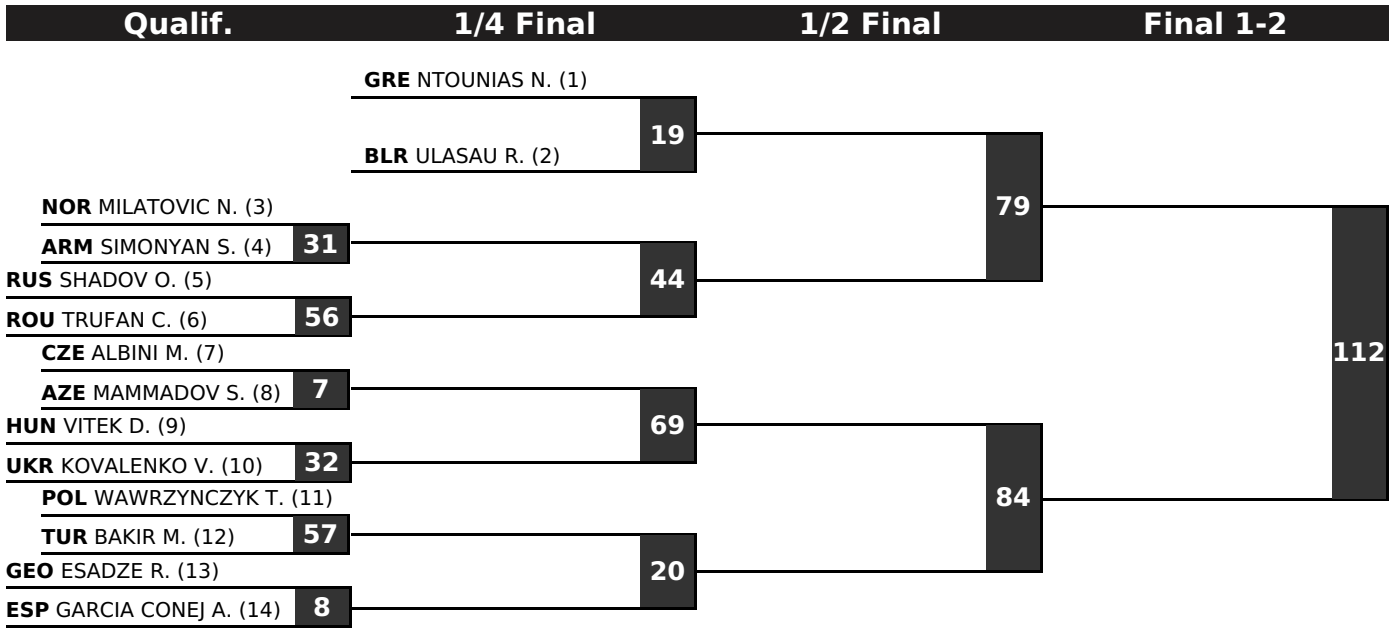 Qualif. 1/4 Final 1/2 Final Final 1-2
GRE NTOUNIAS N. (1)
19
BLR ULASAU R. (2)
NOR MILATOVIC N. (3)
79
ARM SIMONYAN S. (4) 31
RUS SHADOV O. (5)
44
ROU TRUFAN C. (6) 56
CZE ALBINI M. (7)
112
AZE MAMMADOV S. (8) 7
HUN VITEK D. (9)
69
UKR KOVALENKO V. (10) 32
POL WAWRZYNCZYK T. (11)
84
TUR BAKIR M. (12) 57
GEO ESADZE R. (13)
20
ESP GARCIA CONEJ A. (14) 8